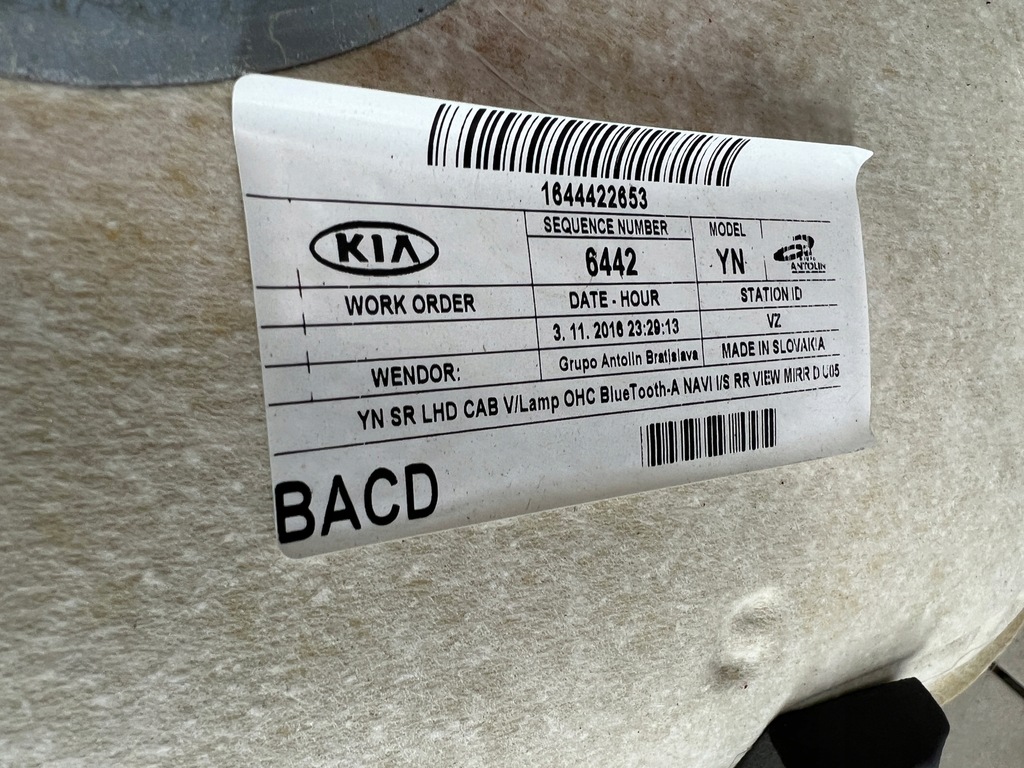 1644422653
KIA
SEQUENCE NUMBER
MODEL
6442
YN
ANTOLIN
WORK ORDER
DATE - HOUR
STATION ID
3. 11. 2016 23:29:13
VZ
WENDOR:
Grupo Antolin Bratislava
MADE IN SLOVAKIA
YN SR LHD CAB V/Lamp OHC BlueTooth-A NAVI I/S RR VIEW MIRR D U05
BACD